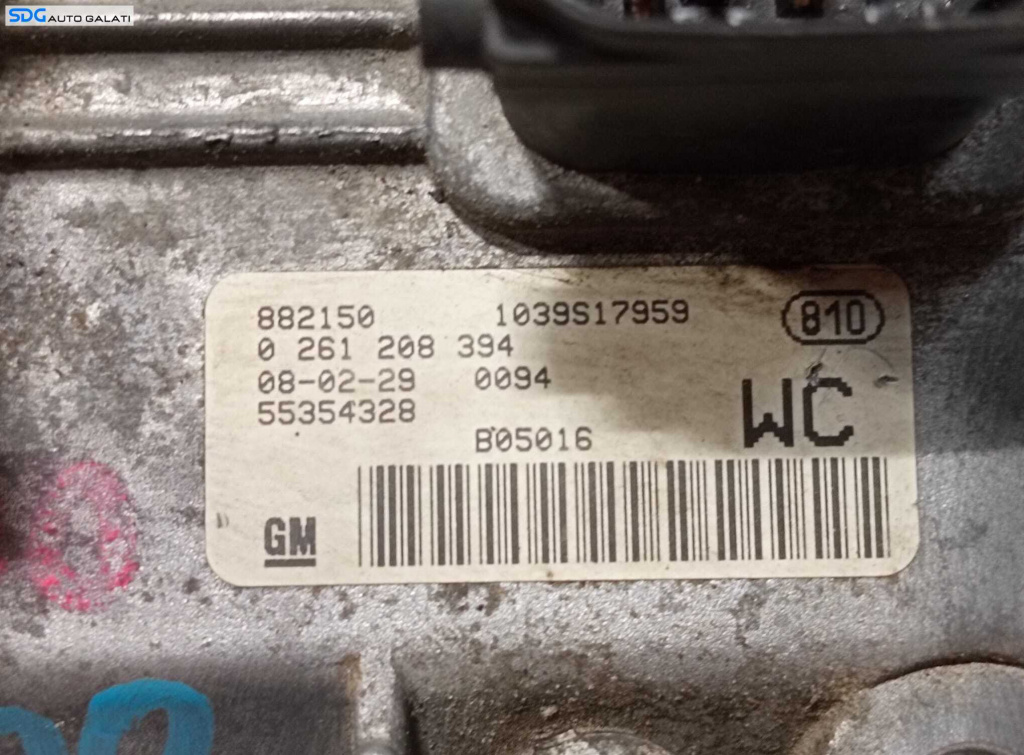 SDG AUTO GALATI
882150 1039S17959 810
0 261 208 394
08-02-29 0094
55354328
B05016 WC
GM